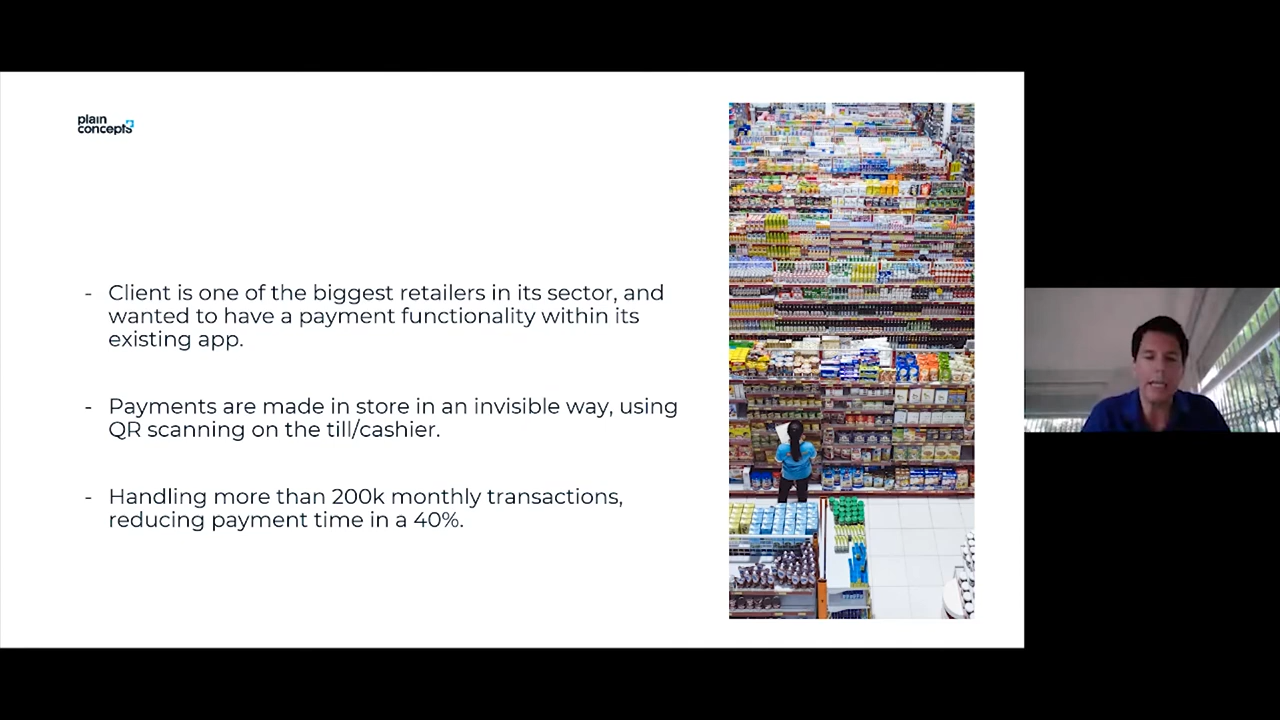 plain
concepts
- Client is one of the biggest retailers in its sector, and
wanted to have a payment functionality within its
existing app.
- Payments are made in store in an invisible way, using
QR scanning on the till/cashier.
- Handling more than 200k monthly transactions,
reducing payment time in a 40%.